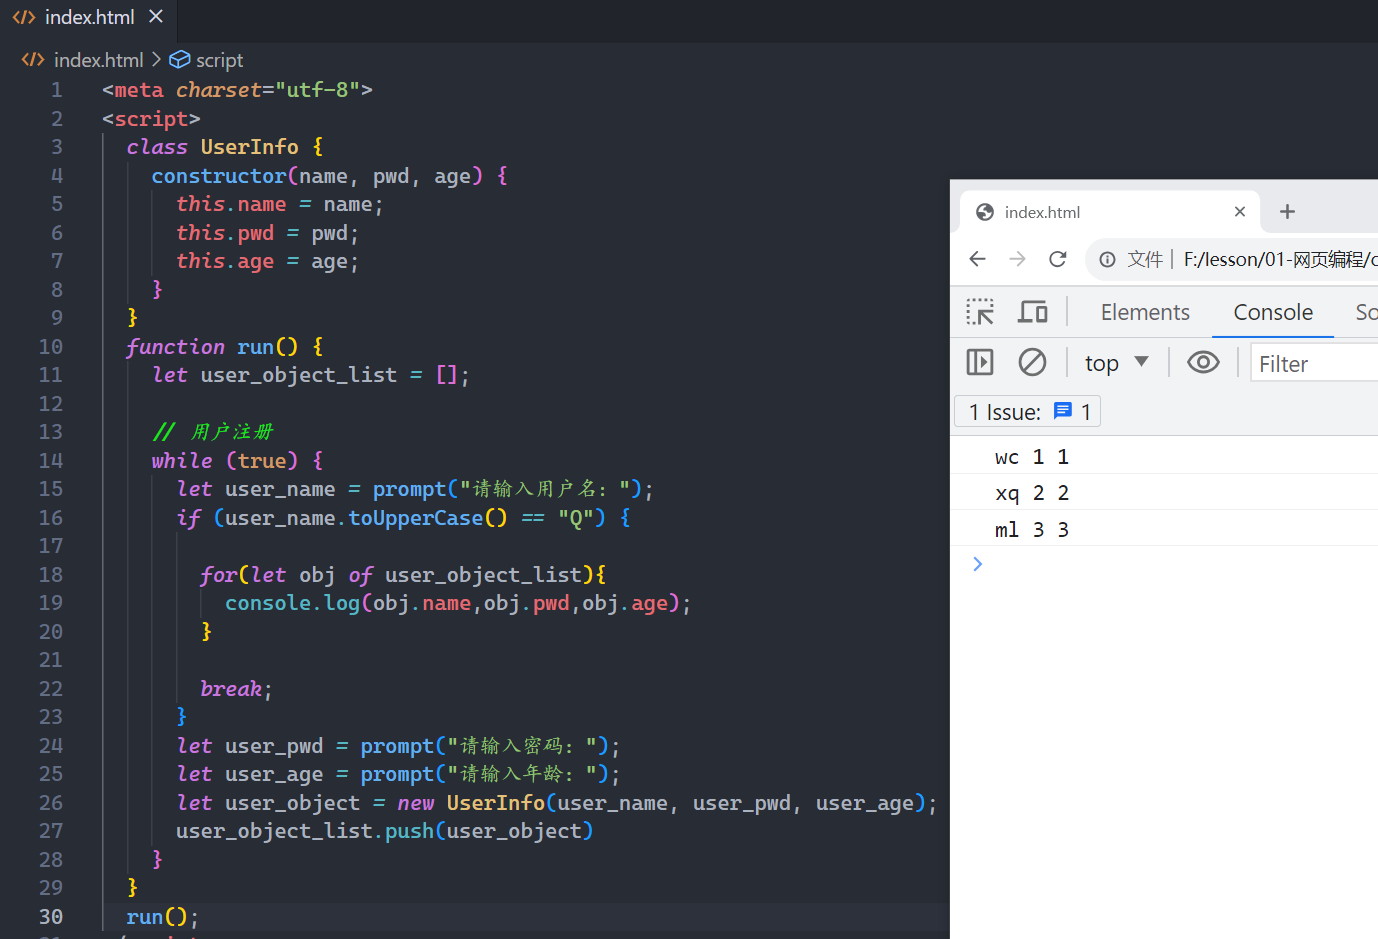 index.html
index.html > script
1 <meta charset="utf-8">
2 <script>
3 class UserInfo {
4 constructor(name, pwd, age) {
5 this.name = name;
6 this.pwd = pwd;
7 this.age = age;
8 }
9 }
10 function run() {
11 let user_object_list = [];
12
13 // 用户注册
14 while (true) {
15 let user_name = prompt("请输入用户名: ");
16 if (user_name.toUpperCase() == "Q") {
17
18 for(let obj of user_object_list){
19 console.log(obj.name,obj.pwd,obj.age);
20 }
21
22 break;
23 }
24 let user_pwd = prompt("请输入密码: ");
25 let user_age = prompt("请输入年龄: ");
26 let user_object = new UserInfo(user_name, user_pwd, user_age);
27 user_object_list.push(user_object)
28 }
29 }
30 run();
index.html
文件 | F:/lesson/01-网页编程/
Elements Console So
top Filter
1 Issue: 1
wc 1 1
xq 2 2
ml 3 3